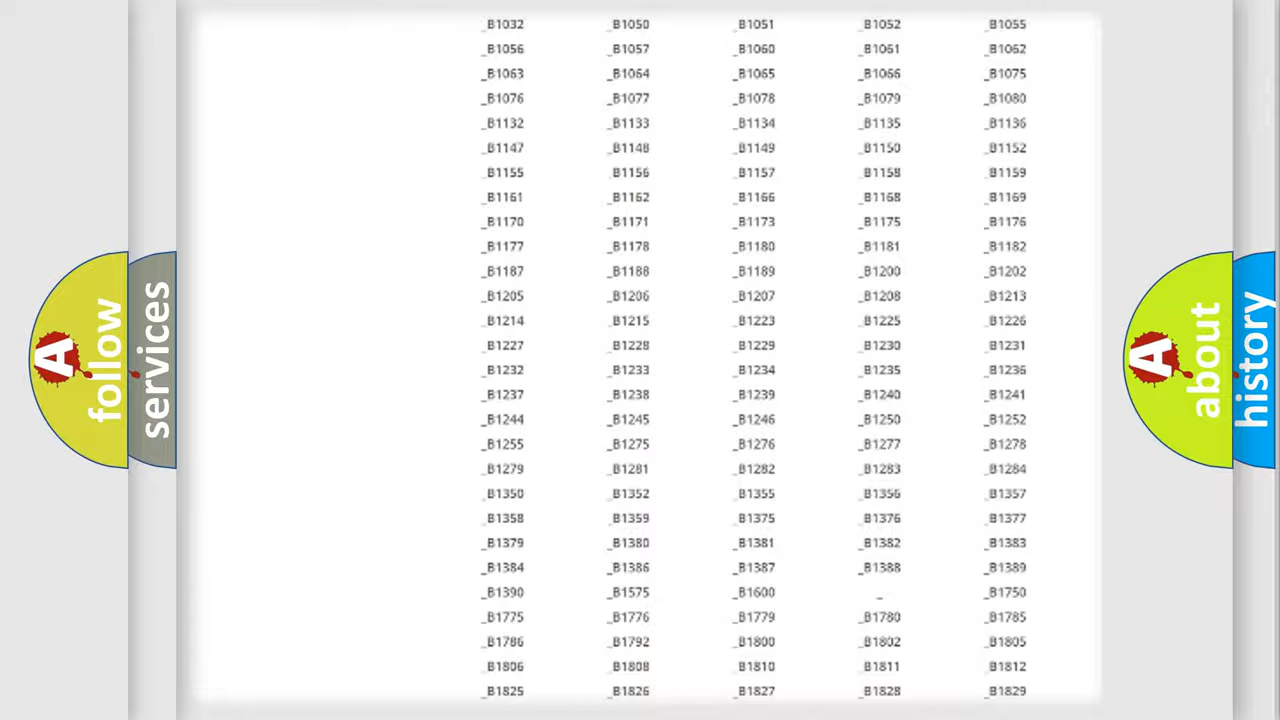 _B1032 _B1050 _B1051 _B1052 _B1055
_B1056 _B1057 _B1060 _B1061 _B1062
_B1063 _B1064 _B1065 _B1066 _B1075
_B1076 _B1077 _B1078 _B1079 _B1080
_B1132 _B1133 _B1134 _B1135 _B1136
_B1147 _B1148 _B1149 _B1150 _B1152
_B1155 _B1156 _B1157 _B1158 _B1159
_B1161 _B1162 _B1166 _B1168 _B1169
_B1170 _B1171 _B1173 _B1175 _B1176
_B1177 _B1178 _B1180 _B1181 _B1182
_B1187 _B1188 _B1189 _B1200 _B1202
_B1205 _B1206 _B1207 _B1208 _B1213
_B1214 _B1215 _B1223 _B1225 _B1226
_B1227 _B1228 _B1229 _B1230 _B1231
_B1232 _B1233 _B1234 _B1235 _B1236
_B1237 _B1238 _B1239 _B1240 _B1241
_B1244 _B1245 _B1246 _B1250 _B1252
_B1255 _B1275 _B1276 _B1277 _B1278
_B1279 _B1281 _B1282 _B1283 _B1284
_B1350 _B1352 _B1355 _B1356 _B1357
_B1358 _B1359 _B1375 _B1376 _B1377
_B1379 _B1380 _B1381 _B1382 _B1383
_B1384 _B1386 _B1387 _B1388 _B1389
_B1390 _B1575 _B1600 _ _B1750
_B1775 _B1776 _B1779 _B1780 _B1785
_B1786 _B1792 _B1800 _B1802 _B1805
_B1806 _B1808 _B1810 _B1811 _B1812
_B1825 _B1826 _B1827 _B1828 _B1829
A
follow
services
A
about
history